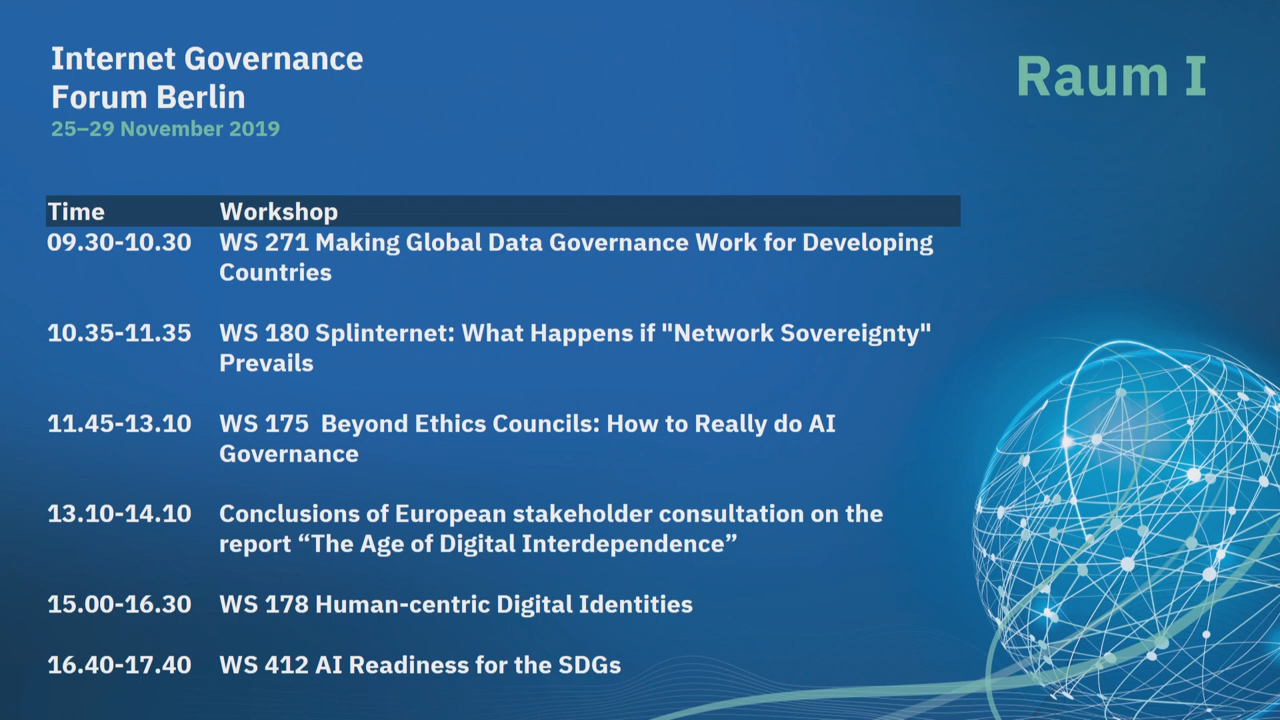 Internet Governance
Forum Berlin
25–29 November 2019
Raum I
Time Workshop
09.30-10.30 WS 271 Making Global Data Governance Work for Developing
Countries
10.35-11.35 WS 180 Splinternet: What Happens if "Network Sovereignty"
Prevails
11.45-13.10 WS 175  Beyond Ethics Councils: How to Really do AI
Governance
13.10-14.10 Conclusions of European stakeholder consultation on the
report “The Age of Digital Interdependence”
15.00-16.30 WS 178 Human-centric Digital Identities
16.40-17.40 WS 412 AI Readiness for the SDGs